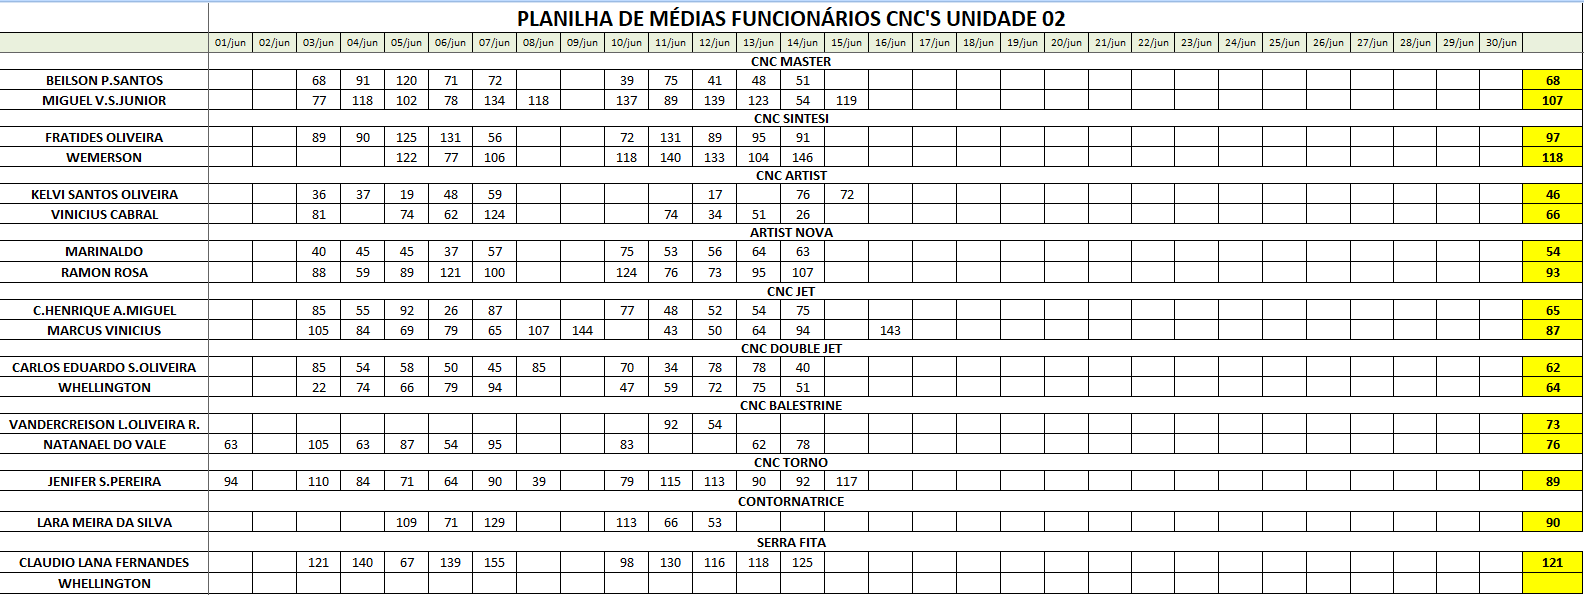 PLANILHA DE MÉDIAS FUNCIONÁRIOS CNC'S UNIDADE 02
01/jun 02/jun 03/jun 04/jun 05/jun 06/jun 07/jun 08/jun 09/jun 10/jun 11/jun 12/jun 13/jun 14/jun 15/jun 16/jun 17/jun 18/jun 19/jun 20/jun 21/jun 22/jun 23/jun 24/jun 25/jun 26/jun 27/jun 28/jun 29/jun 30/jun
CNC MASTER
BEILSON P.SANTOS 68 91 120 71 72 39 75 41 48 51 68
MIGUEL V.S.JUNIOR 77 118 102 78 134 118 137 89 139 123 54 119 107
CNC SINTESI
FRATIDES OLIVEIRA 89 90 125 131 56 72 131 89 95 91 97
WEMERSON 122 77 106 118 140 133 104 146 118
CNC ARTIST
KELVI SANTOS OLIVEIRA 36 37 19 48 59 17 76 72 46
VINICIUS CABRAL 81 74 62 124 74 34 51 26 66
ARTIST NOVA
MARINALDO 40 45 45 37 57 75 53 56 64 63 54
RAMON ROSA 88 59 89 121 100 124 76 73 95 107 93
CNC JET
C.HENRIQUE A.MIGUEL 85 55 92 26 87 77 48 52 54 75 65
MARCUS VINICIUS 105 84 69 79 65 107 144 43 50 64 94 143 87
CNC DOUBLE JET
CARLOS EDUARDO S.OLIVEIRA 85 54 58 50 45 85 70 34 78 78 40 62
WHELLINGTON 22 74 66 79 94 47 59 72 75 51 64
CNC BALESTRINE
VANDERCREISON L.OLIVEIRA R. 92 54 73
NATANAEL DO VALE 63 105 63 87 54 95 83 62 78 76
CNC TORNO
JENIFER S.PEREIRA 94 110 84 71 64 90 39 79 115 113 90 92 117 89
CONTORNATRICE
LARA MEIRA DA SILVA 109 71 129 113 66 53 90
SERRA FITA
CLAUDIO LANA FERNANDES 121 140 67 139 155 98 130 116 118 125 121
WHELLINGTON